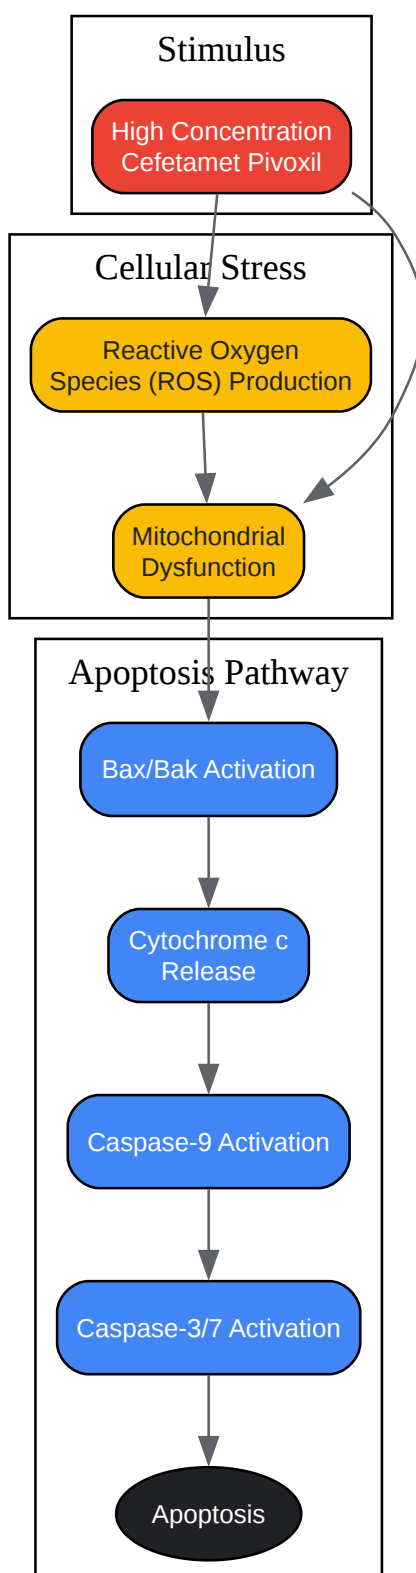 Stimulus
High Concentration
Cefetamet Pivoxil
Cellular Stress
Reactive Oxygen
Species (ROS) Production
Mitochondrial
Dysfunction
Apoptosis Pathway
Bax/Bak Activation
Cytochrome c
Release
Caspase-9 Activation
Caspase-3/7 Activation
Apoptosis